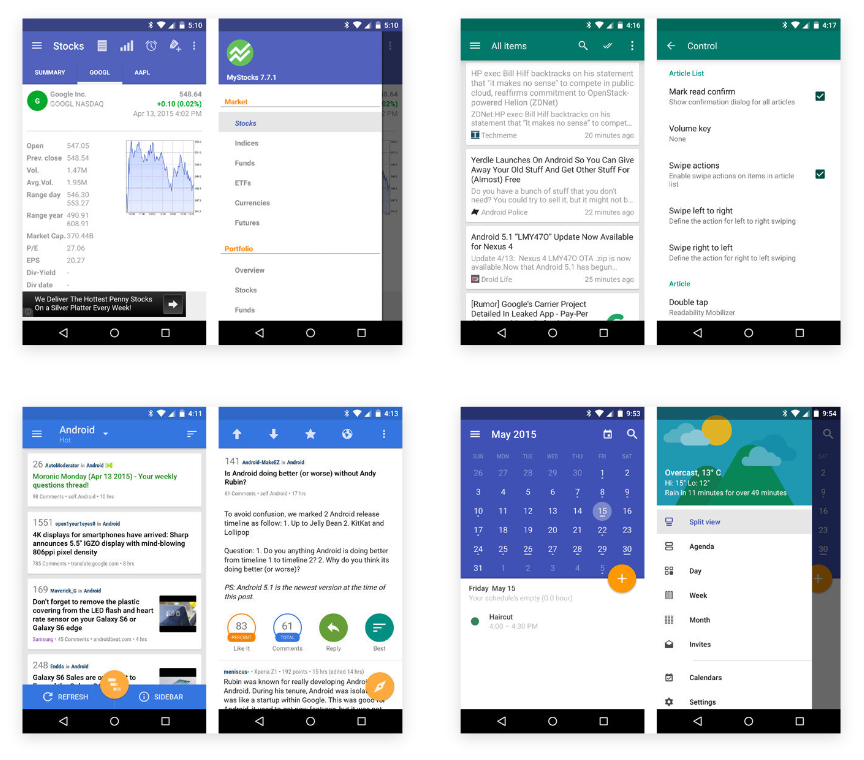 5:10
Stocks
SUMMARY GOOGL AAPL
G
Google Inc. 548.64
GOOGL NASDAQ +0.10 (0.02%)
Apr 13, 2015 4:02 PM
Open 547.05
Prev. close 548.54
Vol. 1.47M
Avg.Vol. 1.95M
Range day 546.30
553.27
Range year 490.91
608.91
Market Cap. 370.44B
P/E 27.06
EPS 20.27
Div-Yield -
Div date -
We Deliver The Hottest Penny Stocks
On a Silver Platter Every Week!
5:10
MyStocks 7.7.1
Market
Stocks
Indices
Funds
ETFs
Currencies
Futures
Portfolio
Overview
Stocks
Funds
4:16
All items
HP exec Bill Hilf backtracks on his statement
that "it makes no sense" to compete in public
cloud, reaffirms commitment to OpenStack-
powered Helion (ZDNet)
ZDNet HP exec Bill Hilf backtracks on his
statement that "it makes no sense" to compet...
Techmeme 20 minutes ago
Yerdle Launches On Android So You Can Give
Away Your Old Stuff And Get Other Stuff For
(Almost) Free
Do you have a bunch of stuff that you don't
need? You could try to sell it, but it might not b...
Android Police 22 minutes ago
Android 5.1 "LMY47O" Update Now Available
for Nexus 4
Update 4/13: Nexus 4 LMY47O OTA .zip is now
available.Now that Android 5.1 has begun...
Droid Life 25 minutes ago
[Rumor] Google's Carrier Project
Detailed In Leaked App - Pay-Per
4:17
Control
Article List
Mark read confirm
Show confirmation dialog for all articles
Volume key
None
Swipe actions
Enable swipe actions on items in article
list
Swipe left to right
Define the action for left to right swiping
Swipe right to left
Define the action for right to left swiping
Article
Double tap
Readability Mobilizer
4:11
Android
Hot
26 AutoModerator in Android
Moronic Monday (Apr 13 2015) - Your weekly
questions thread!
98 Comments • self.Android • 10 hrs
1551 open1your1eyes0 in Android
4K displays for smartphones have arrived: Sharp
announces 5.5" IGZO display with mind-blowing
806ppi pixel density
785 Comments • translate.google.com • 8 hrs
169 Maverick_G in Android
Don't forget to remove the plastic
covering from the LED flash and heart
rate sensor on your Galaxy S6 or
Galaxy S6 edge
Samsung • 45 Comments • androidbeat.com • 4 hrs
248 in Android
Galaxy S6 Sales are to
REFRESH SIDEBAR
4:13
141 Android-MakeEZ in Android
Is Android doing better (or worse) without Andy
Rubin?
61 Comments • self.Android • 17 hrs
To avoid confusion, we marked 2 Android release
timeline as follow: 1. Up to Jelly Bean 2. KitKat and
Lollipop
Question: 1. Do you anything Android is doing better
from timeline 1 to timeline 2? 2. Why do you think its
doing better (or worse)?
PS: Android 5.1 is the newest version at the time of
this post.
83 61
PERCENT TOTAL
Like it Comments Reply Best
meniscus- • Xperia Z1 • 192 points • 15 hrs (edited 14 hrs)
Rubin was known for really developing
Android. During his tenure, Android was
was like a startup within Google. This was good for
9:53
May 2015
SUN MON TUE WED THU FRI SAT
26 27 28 29 30 1 2
3 4 5 6 7 8 9
10 11 12 13 14 15 16
17 18 19 20 21 22 23
24 25 26 27 28 29 30
31 1 2 3 4 5
Friday May 15
Your schedule's empty (0.0 hour)
Haircut
4:00 – 4:30 PM
9:54
Overcast, 13° C
Hi: 15° Lo: 12°
Rain in 11 minutes for over 49 minutes
Split view
Agenda
Day
Week
Month
Invites
Calendars
Settings